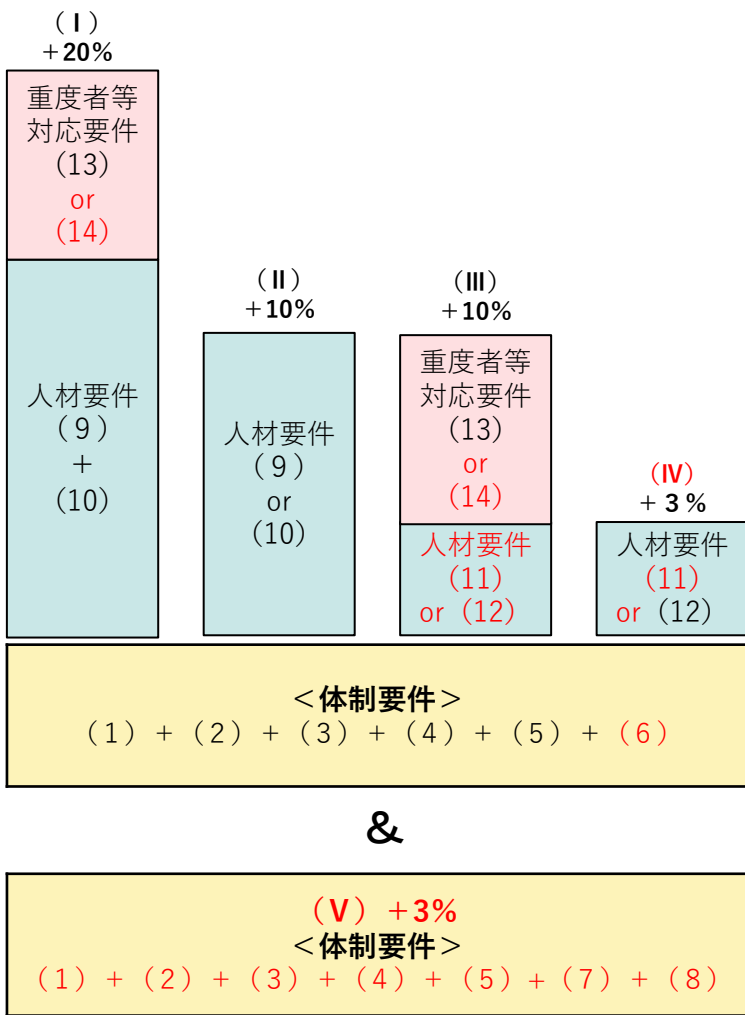 （Ⅰ）
＋20%
重度者等
対応要件
（13）
or
（14）
人材要件
（９）
＋
（10）
（Ⅱ）
＋10%
人材要件
（９）
or
（10）
（Ⅲ）
＋10%
重度者等
対応要件
（13）
or
（14）
人材要件
（11）
or（12）
（Ⅳ）
＋３%
人材要件
（11）
or（12）
＜体制要件＞
（1）＋（2）＋（3）＋（4）＋（5）＋（6）
&
（Ⅴ）＋3%
＜体制要件＞
（1）＋（2）＋（3）＋（4）＋（5）＋（7）＋（8）